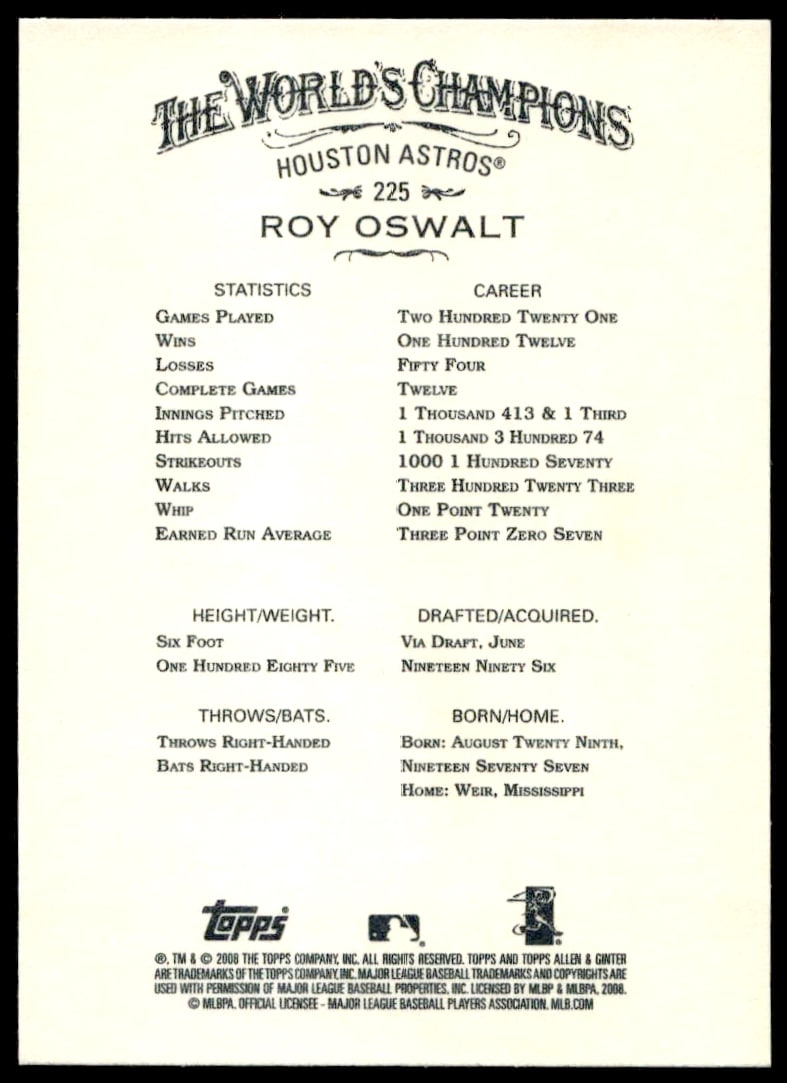 THE WORLD'S CHAMPIONS
HOUSTON ASTROS®
225
ROY OSWALT
STATISTICS CAREER
GAMES PLAYED TWO HUNDRED TWENTY ONE
WINS ONE HUNDRED TWELVE
LOSSES FIFTY FOUR
COMPLETE GAMES TWELVE
INNINGS PITCHED 1 THOUSAND 413 & 1 THIRD
HITS ALLOWED 1 THOUSAND 3 HUNDRED 74
STRIKEOUTS 1000 1 HUNDRED SEVENTY
WALKS THREE HUNDRED TWENTY THREE
WHIP ONE POINT TWENTY
EARNED RUN AVERAGE THREE POINT ZERO SEVEN
HEIGHT/WEIGHT. DRAFTED/ACQUIRED.
SIX FOOT VIA DRAFT, JUNE
ONE HUNDRED EIGHTY FIVE NINETEEN NINETY SIX
THROWS/BATS. BORN/HOME.
THROWS RIGHT-HANDED BORN: AUGUST TWENTY NINTH,
BATS RIGHT-HANDED NINETEEN SEVENTY SEVEN
HOME: WEIR, MISSISSIPPI
Topps
®, TM & © 2008 THE TOPPS COMPANY, INC. ALL RIGHTS RESERVED. TOPPS AND TOPPS ALLEN & GINTER
ARE TRADEMARKS OF THE TOPPS COMPANY, INC. MAJOR LEAGUE BASEBALL TRADEMARKS AND COPYRIGHTS ARE
USED WITH PERMISSION OF MAJOR LEAGUE BASEBALL PROPERTIES, INC. LICENSED BY MLBP & MLBPA, 2008.
© MLBPA. OFFICIAL LICENSEE - MAJOR LEAGUE BASEBALL PLAYERS ASSOCIATION. MLB.COM